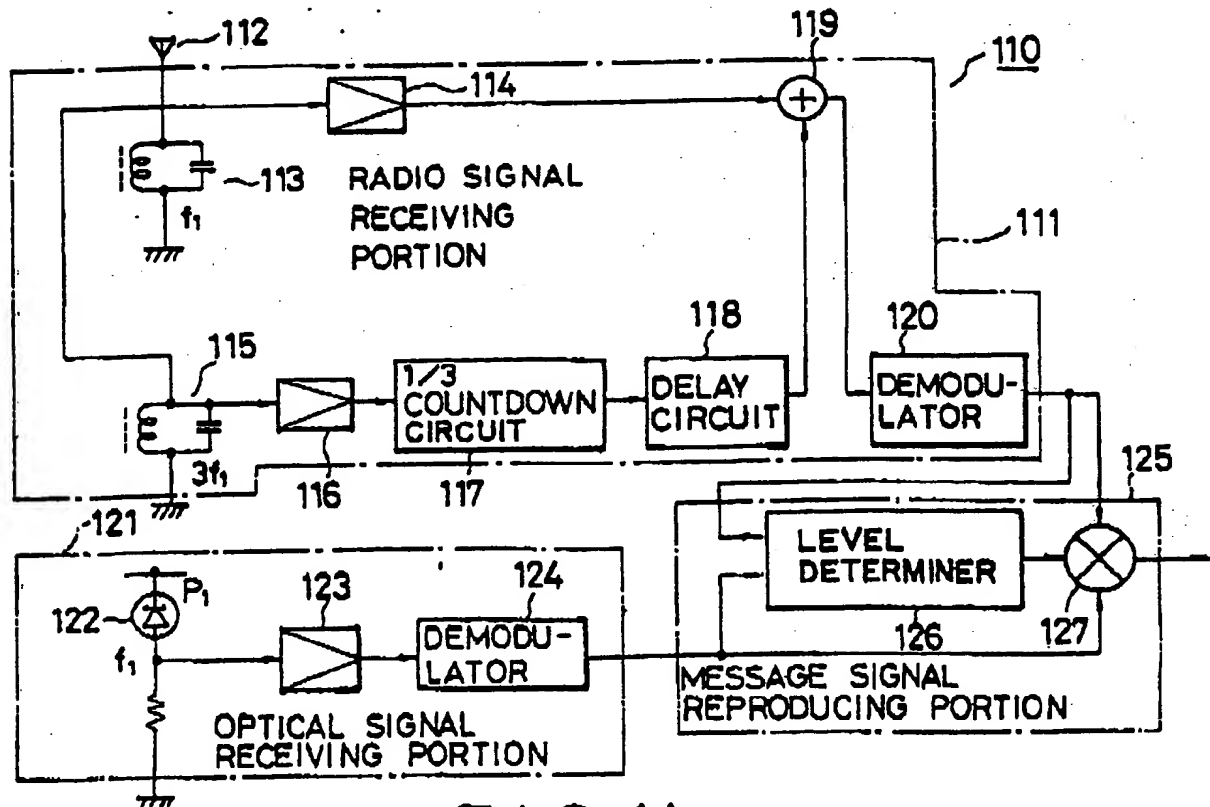 112
119
110
114
113
f1
RADIO SIGNAL
RECEIVING
PORTION
111
115
118
120
1/3
COUNTDOWN
CIRCUIT
DELAY
CIRCUIT
DEMODU-
LATOR
3f1
116
117
125
121
LEVEL
DETERMINER
P1
122
123
124
f1
DEMODU-
LATOR
126
127
MESSAGE SIGNAL
REPRODUCING PORTION
OPTICAL SIGNAL
RECEIVING PORTION